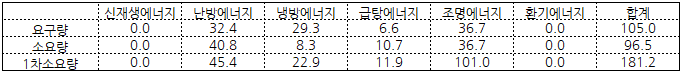 신재생에너지 난방에너지 냉방에너지 급탕에너지 조명에너지 환기에너지 합계
요구량 0.0 32.4 29.3 6.6 36.7 0.0 105.0
소요량 0.0 40.8 8.3 10.7 36.7 0.0 96.5
1차소요량 0.0 45.4 22.9 11.9 101.0 0.0 181.2